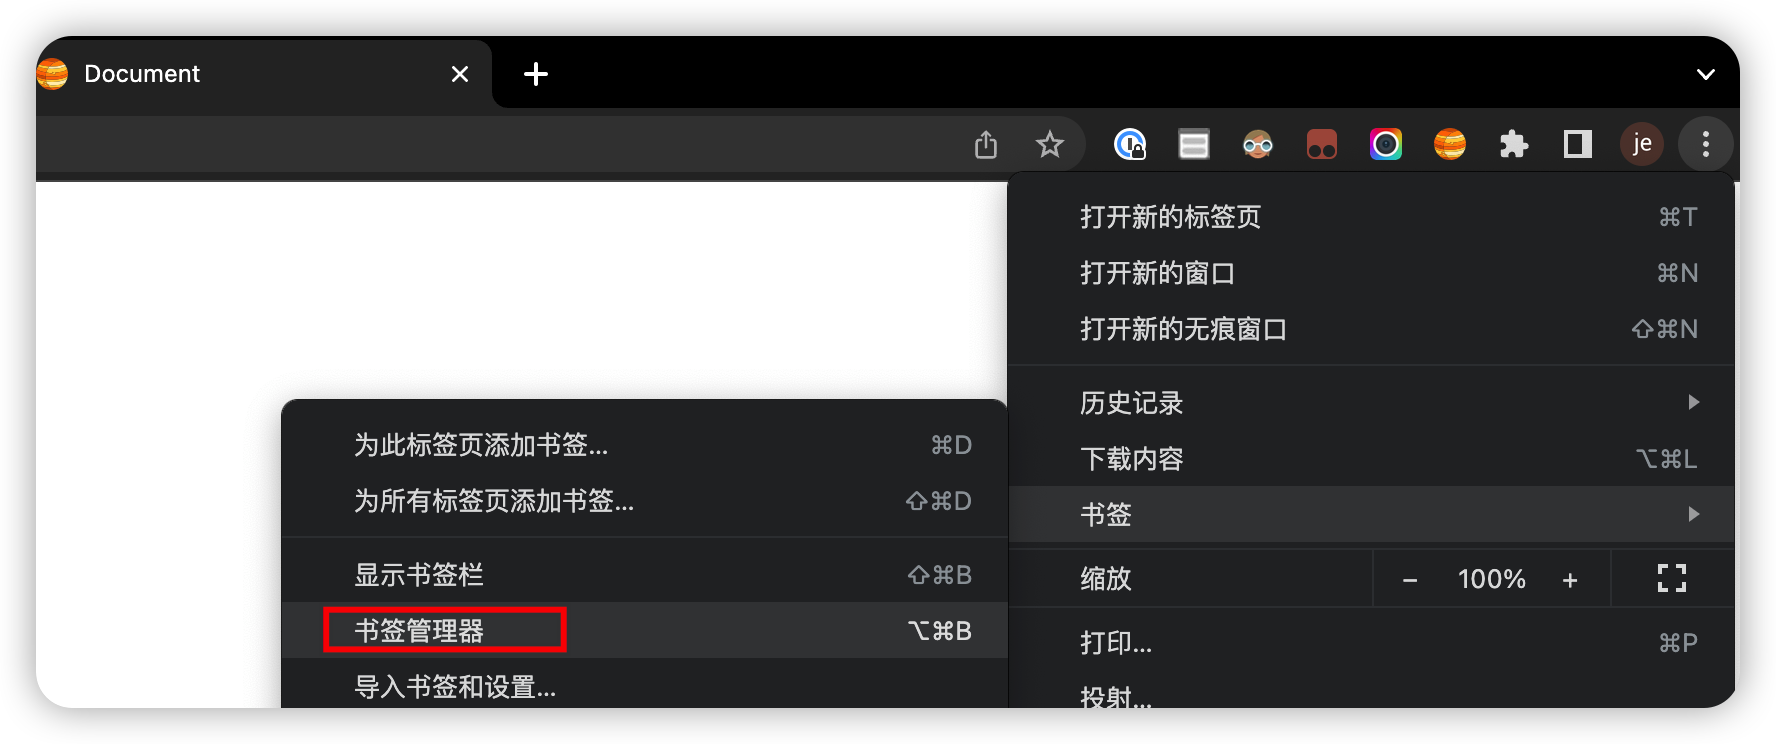 Document
je
打开新的标签页 ⌘T
打开新的窗口 ⌘N
打开新的无痕窗口 ⇧⌘N
历史记录
下载内容 ⌥⌘L
书签
缩放 − 100% +
打印... ⌘P
投射...
为此标签页添加书签... ⌘D
为所有标签页添加书签... ⇧⌘D
显示书签栏 ⇧⌘B
书签管理器 ⌥⌘B
导入书签和设置...